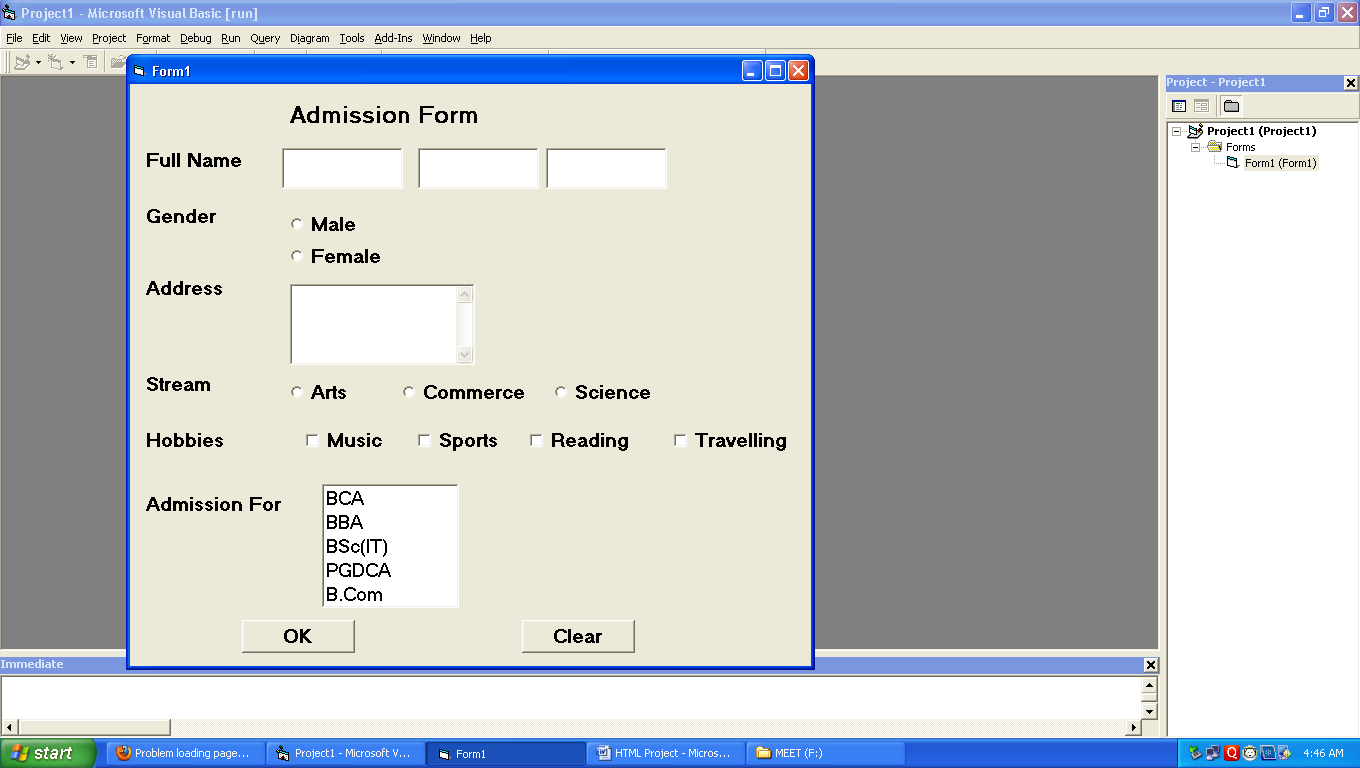 Project1 - Microsoft Visual Basic [run]
File Edit View Project Format Debug Run Query Diagram Tools Add-Ins Window Help
Form1
Project - Project1
Admission Form
Project1 (Project1)
Forms
Form1 (Form1)
Full Name
Gender
Male
Female
Address
Stream
Arts Commerce Science
Hobbies
Music Sports Reading Travelling
Admission For
BCA
BBA
BSc(IT)
PGDCA
B.Com
OK Clear
Immediate
start Problem loading page... Project1 - Microsoft V... Form1 HTML Project - Micros... MEET (F:) 4:46 AM